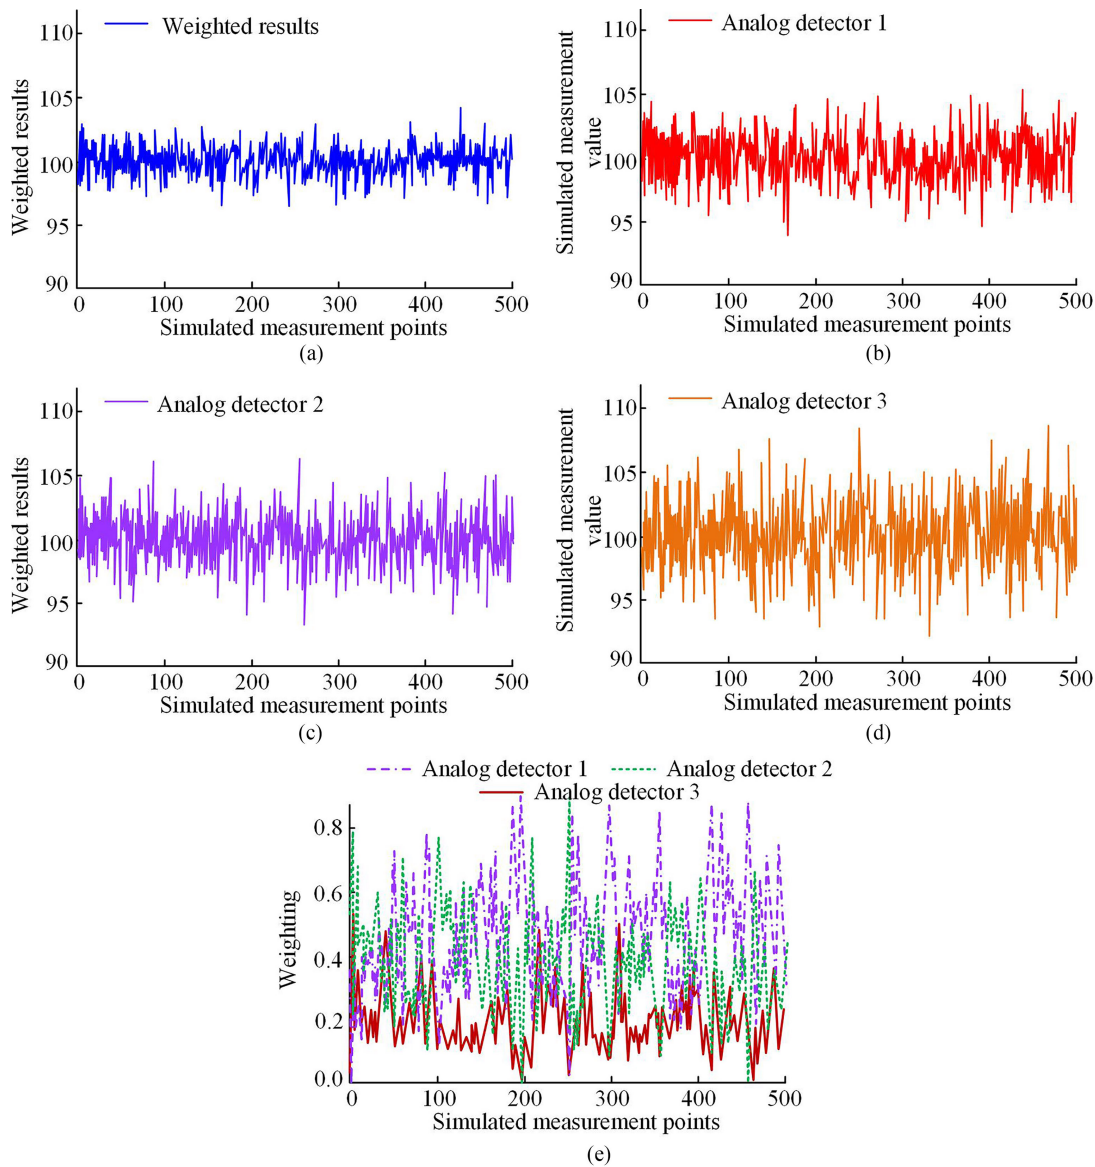 Weighted results
110
105
100
95
90
Weighted results
0 100 200 300 400 500
Simulated measurement points
(a)
Analog detector 1
110
105
100
95
90
Simulated measurement
value
0 100 200 300 400 500
Simulated measurement points
(b)
Analog detector 2
110
105
100
95
90
Weighted results
0 100 200 300 400 500
Simulated measurement points
(c)
Analog detector 3
110
105
100
95
90
Simulated measurement
value
0 100 200 300 400 500
Simulated measurement points
(d)
Analog detector 1 Analog detector 2
Analog detector 3
0.8
0.6
0.4
0.2
0.0
Weighting
0 100 200 300 400 500
Simulated measurement points
(e)